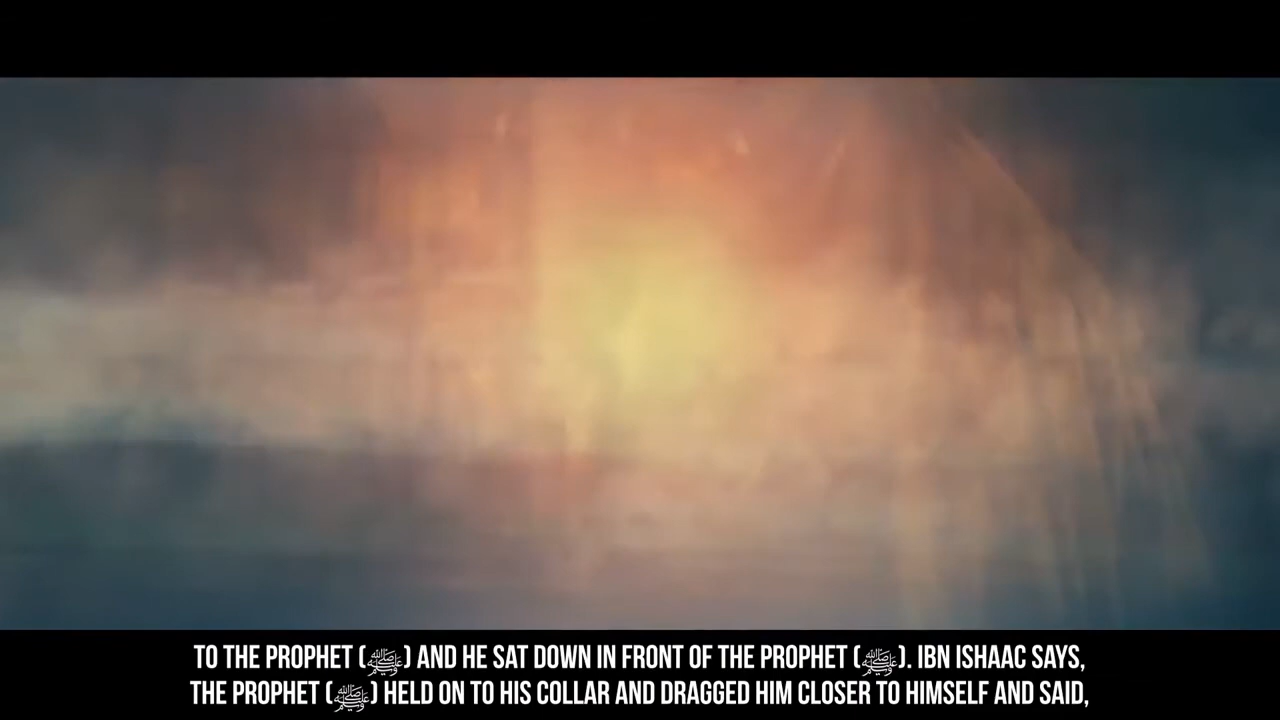 TO THE PROPHET (ﷺ) AND HE SAT DOWN IN FRONT OF THE PROPHET (ﷺ). IBN ISHAAC SAYS,
THE PROPHET (ﷺ) HELD ON TO HIS COLLAR AND DRAGGED HIM CLOSER TO HIMSELF AND SAID,